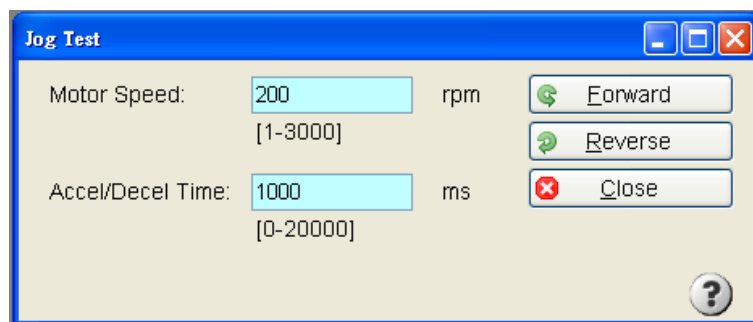 Jog Test
Motor Speed: 200 rpm Forward
[1-3000]
Reverse
Accel/Decel Time: 1000 ms Close
[0-20000]
?